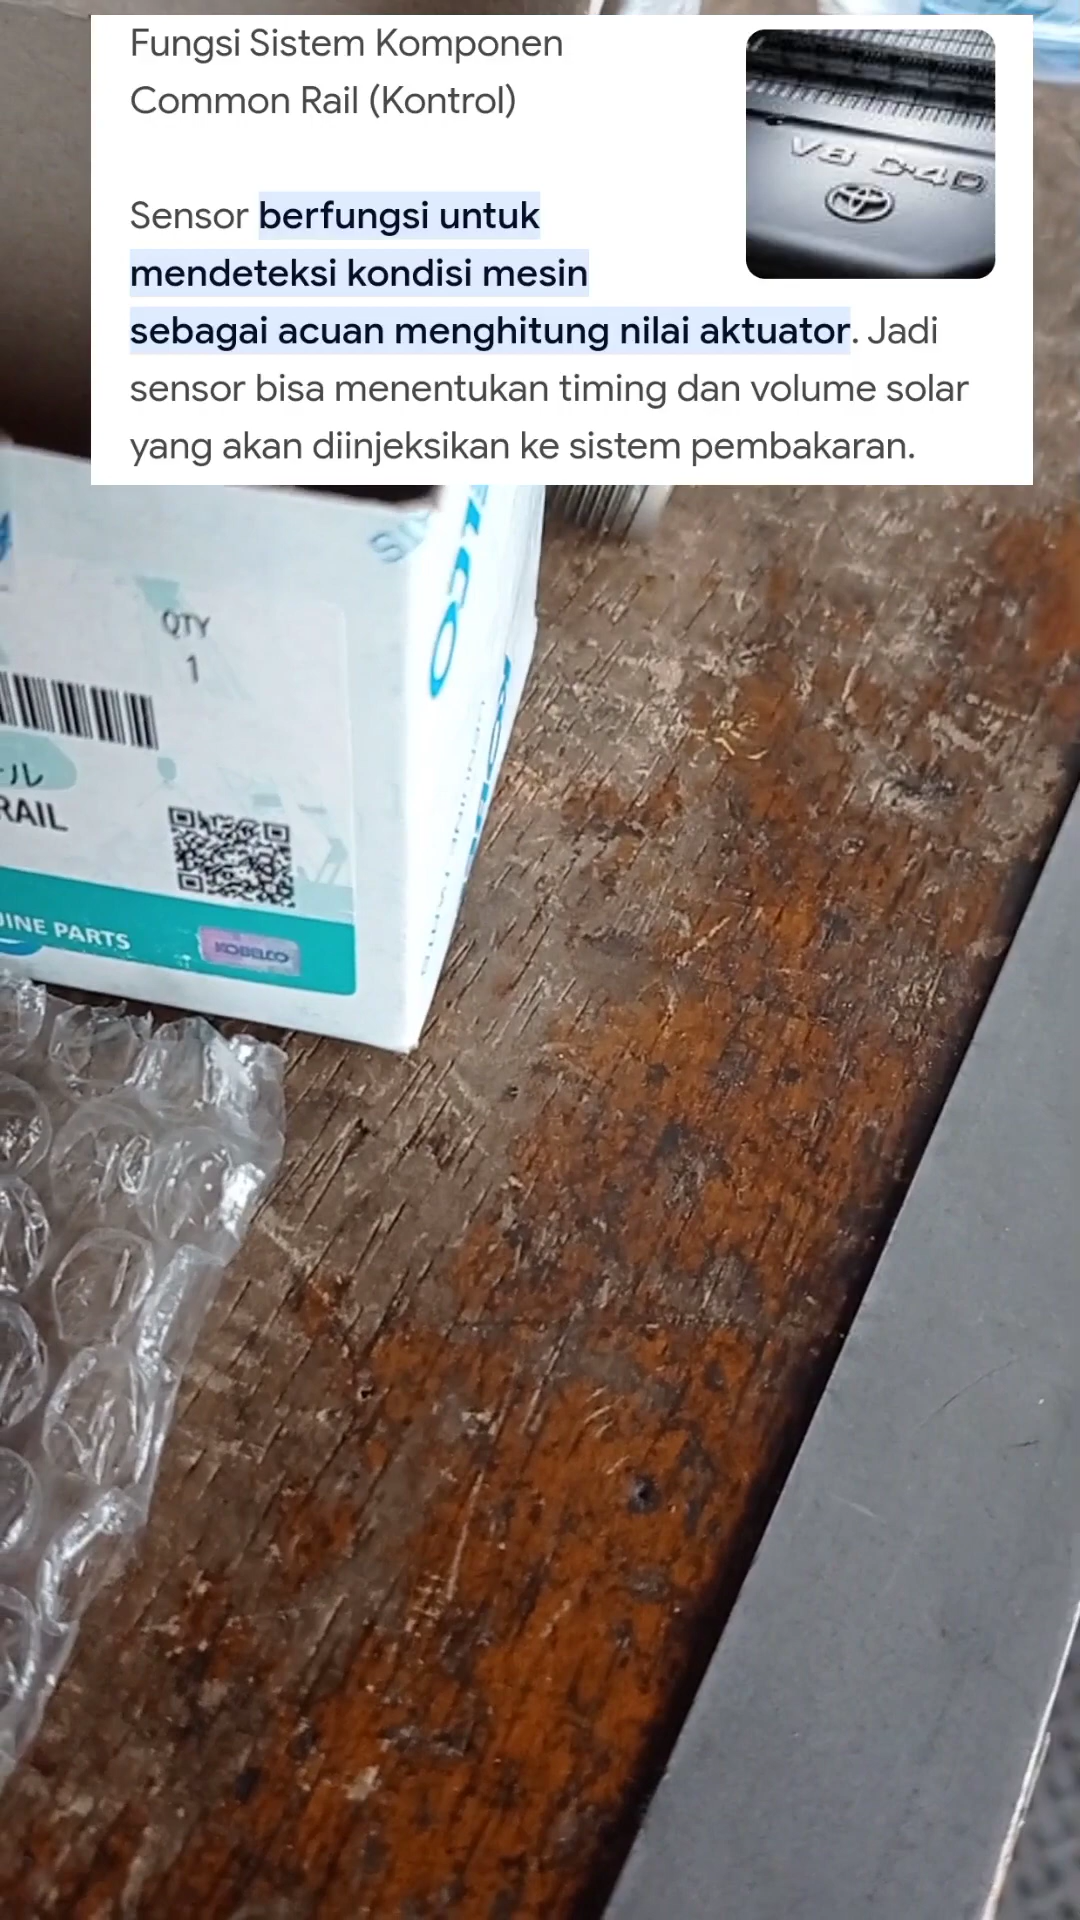 Fungsi Sistem Komponen
Common Rail (Kontrol)
Sensor berfungsi untuk
mendeteksi kondisi mesin
sebagai acuan menghitung nilai aktuator. Jadi
sensor bisa menentukan timing dan volume solar
yang akan diinjeksikan ke sistem pembakaran.
V8 D-4D
QTY
1
ール
RAIL
PARTS
KOBELCO